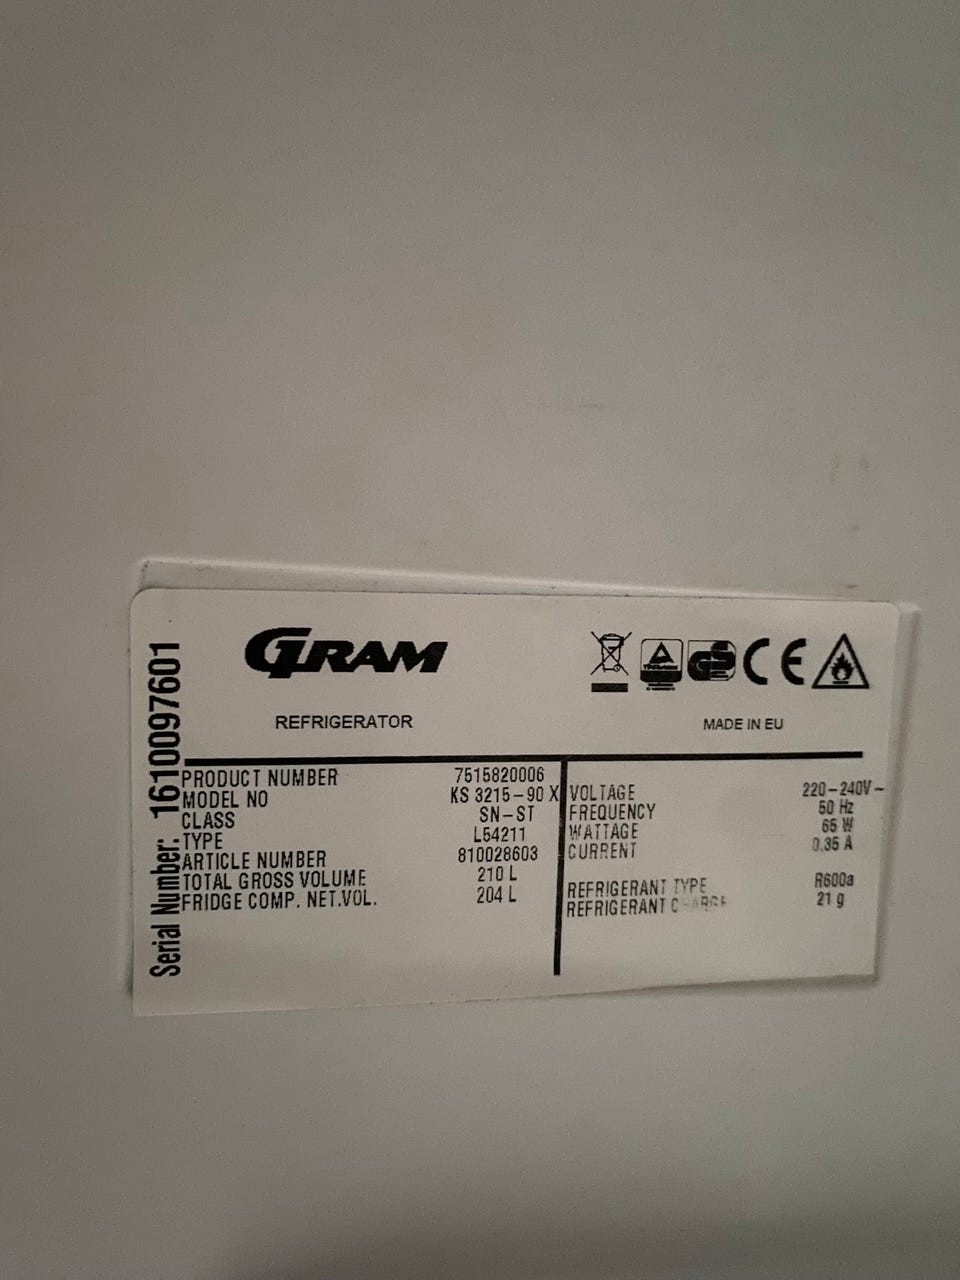 Serial Number: 1610097601
GRAM
CE
REFRIGERATOR
MADE IN EU
PRODUCT NUMBER 7515820006
MODEL NO KS 3215-90 X
CLASS SN-ST
TYPE L54211
ARTICLE NUMBER 810028603
TOTAL GROSS VOLUME 210 L
FRIDGE COMP. NET.VOL. 204 L
VOLTAGE 220-240V~
FREQUENCY 50 Hz
WATTAGE 65 W
CURRENT 0.35 A
REFRIGERANT TYPE R600a
REFRIGERANT CHARGE 21 g